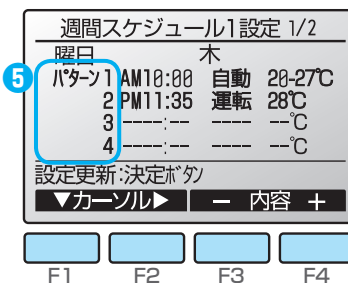 週間スケジュール1設定 1/2
曜日 木
5 パターン1 AM10:00 自動 20-27℃
2 PM11:35 運転 28℃
3 ----:-- ---- --℃
4 ----:-- ---- --℃
設定更新:決定ボタン
▼カーソル▶ － 内容 ＋
F1 F2 F3 F4